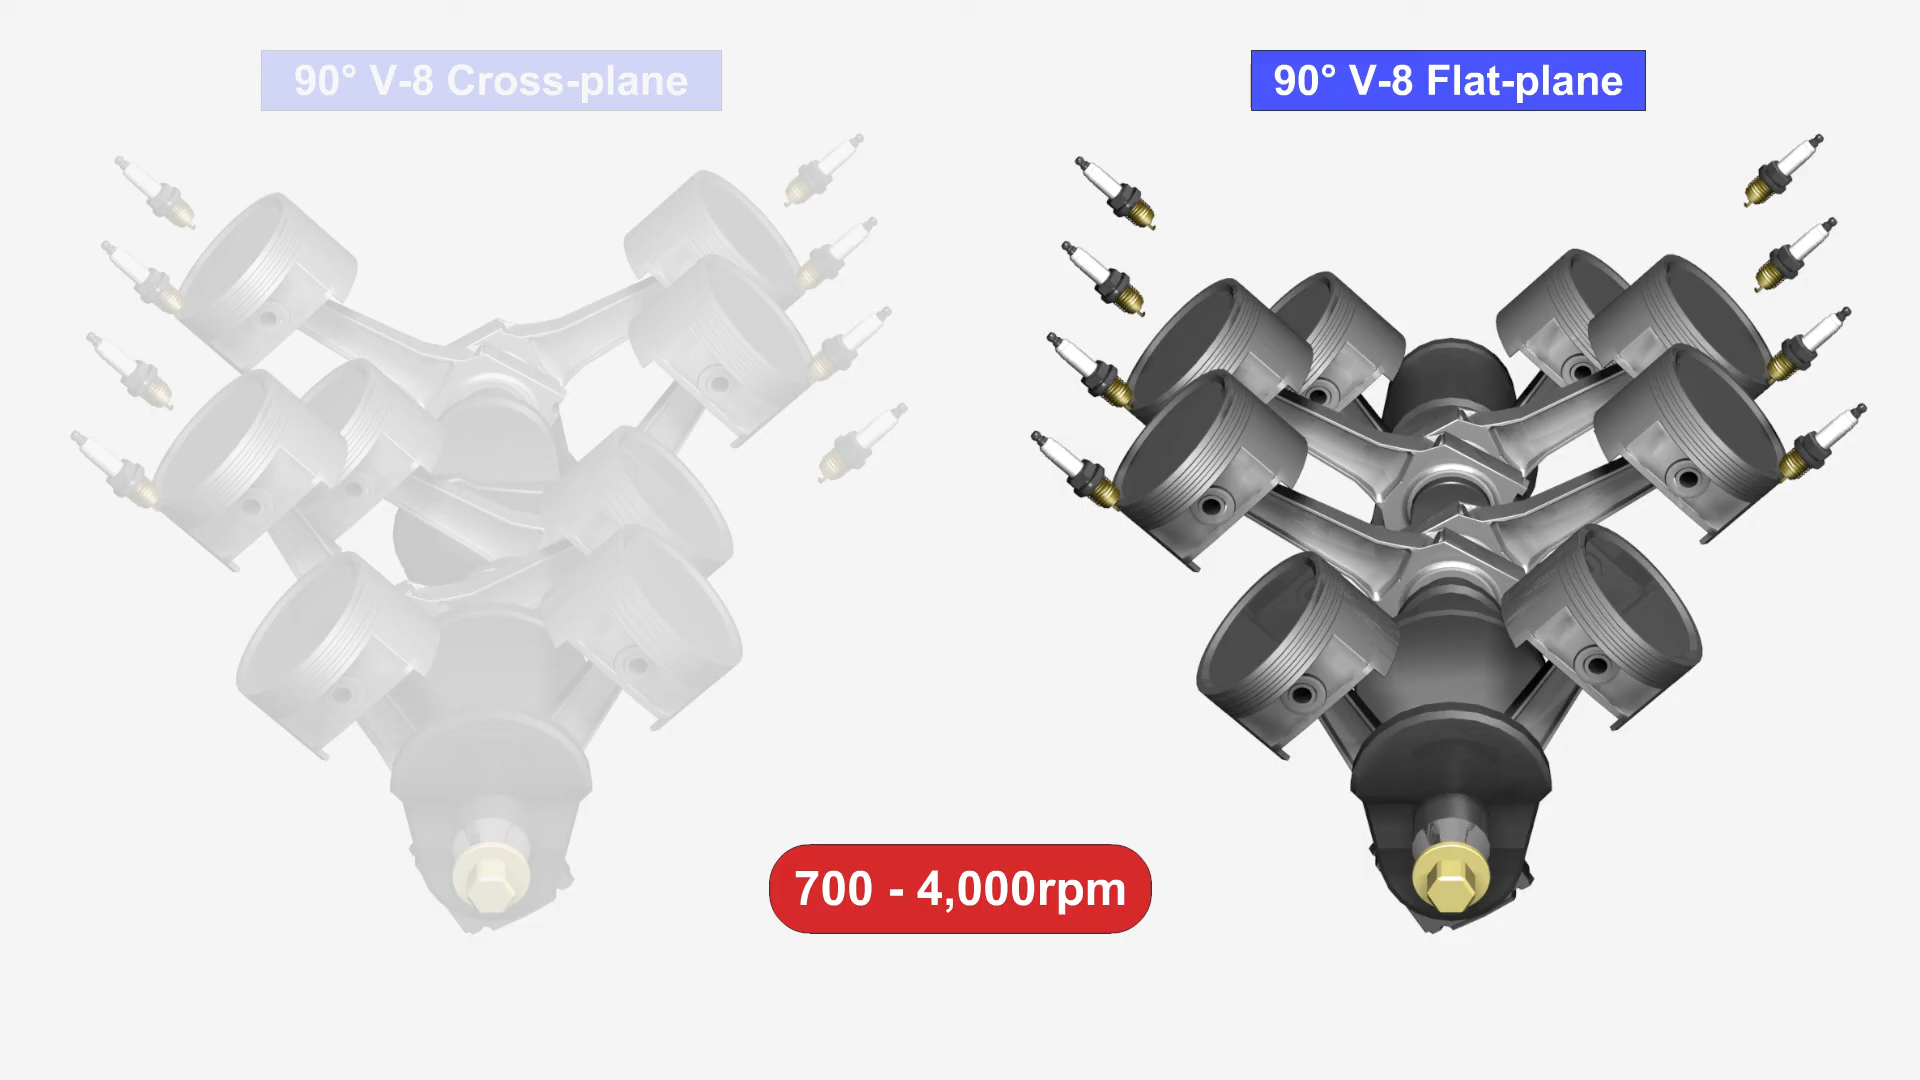 90° V-8 Cross-plane
90° V-8 Flat-plane
700 - 4,000rpm